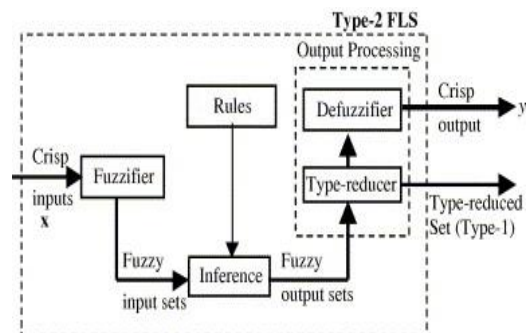 Type-2 FLS
Output Processing
Rules
Defuzzifier
Crisp
output
y
Crisp
inputs
x
Fuzzifier
Type-reducer
Type-reduced
Set (Type-1)
Fuzzy
input sets
Inference
Fuzzy
output sets